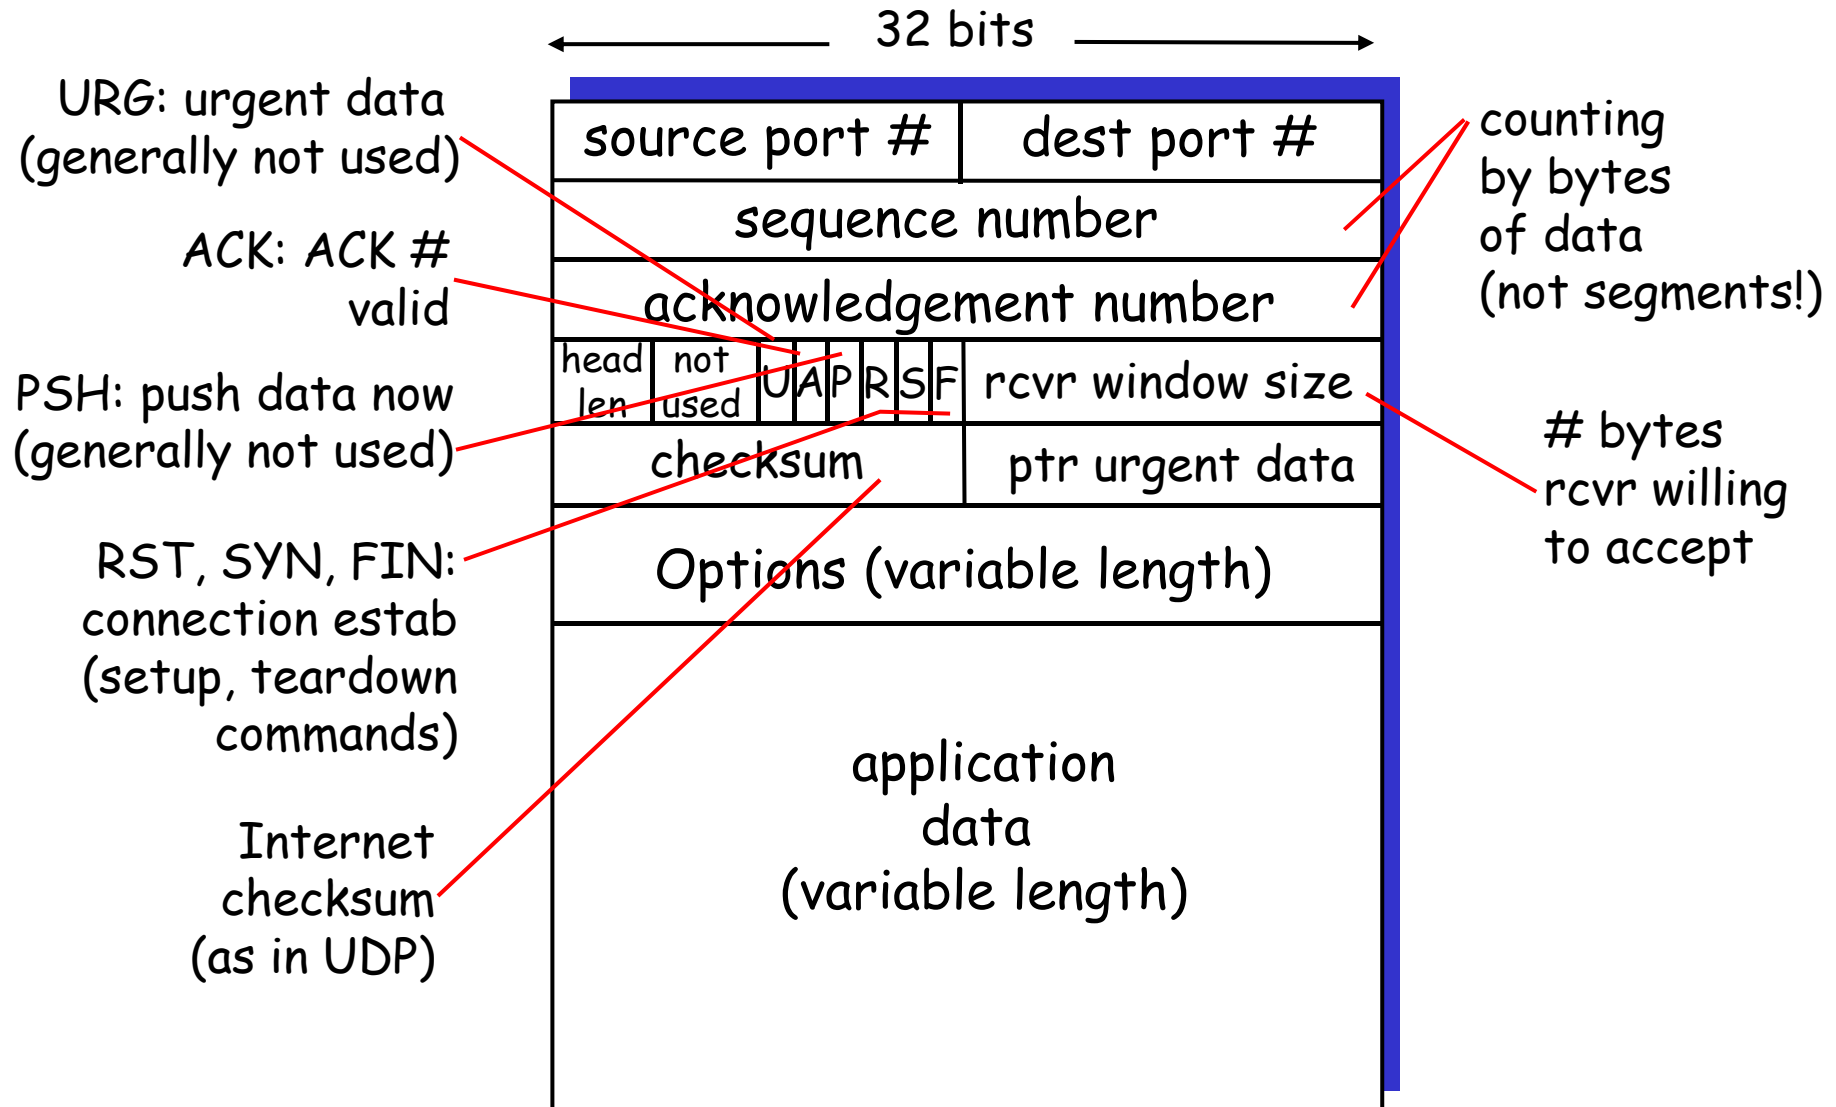 32 bits
URG: urgent data
(generally not used)
ACK: ACK #
valid
PSH: push data now
(generally not used)
RST, SYN, FIN:
connection estab
(setup, teardown
commands)
Internet
checksum
(as in UDP)
source port # dest port #
sequence number
acknowledgement number
head
len
not
used
U A P R S F
rcvr window size
checksum ptr urgent data
Options (variable length)
application
data
(variable length)
counting
by bytes
of data
(not segments!)
# bytes
rcvr willing
to accept